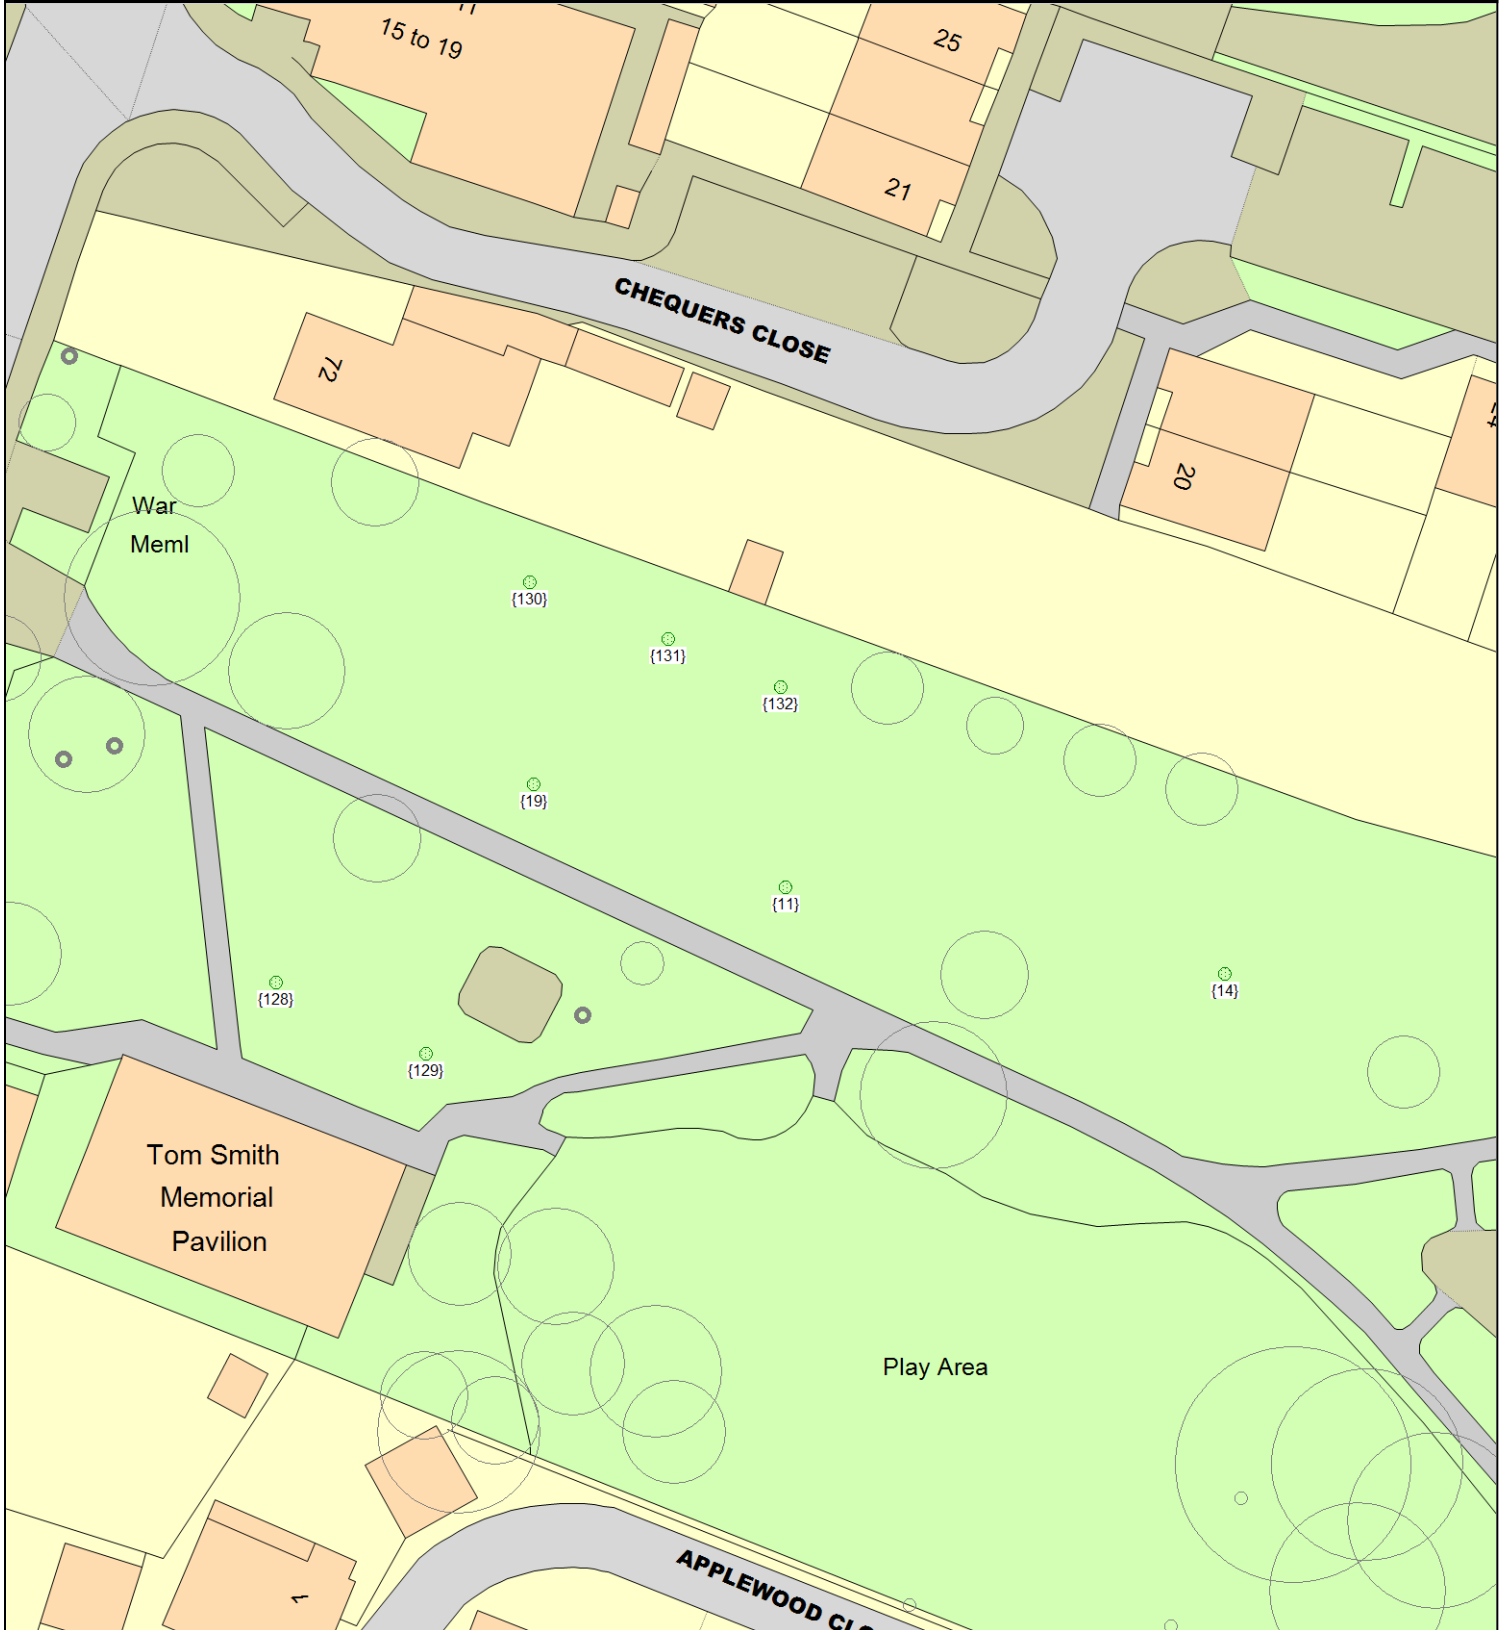 15 to 19
25
21
CHEQUERS CLOSE
72
20
War
Meml
{130}
{131}
{132}
{19}
{11}
{14}
{128}
{129}
Tom Smith
Memorial
Pavilion
Play Area
APPLEWOOD